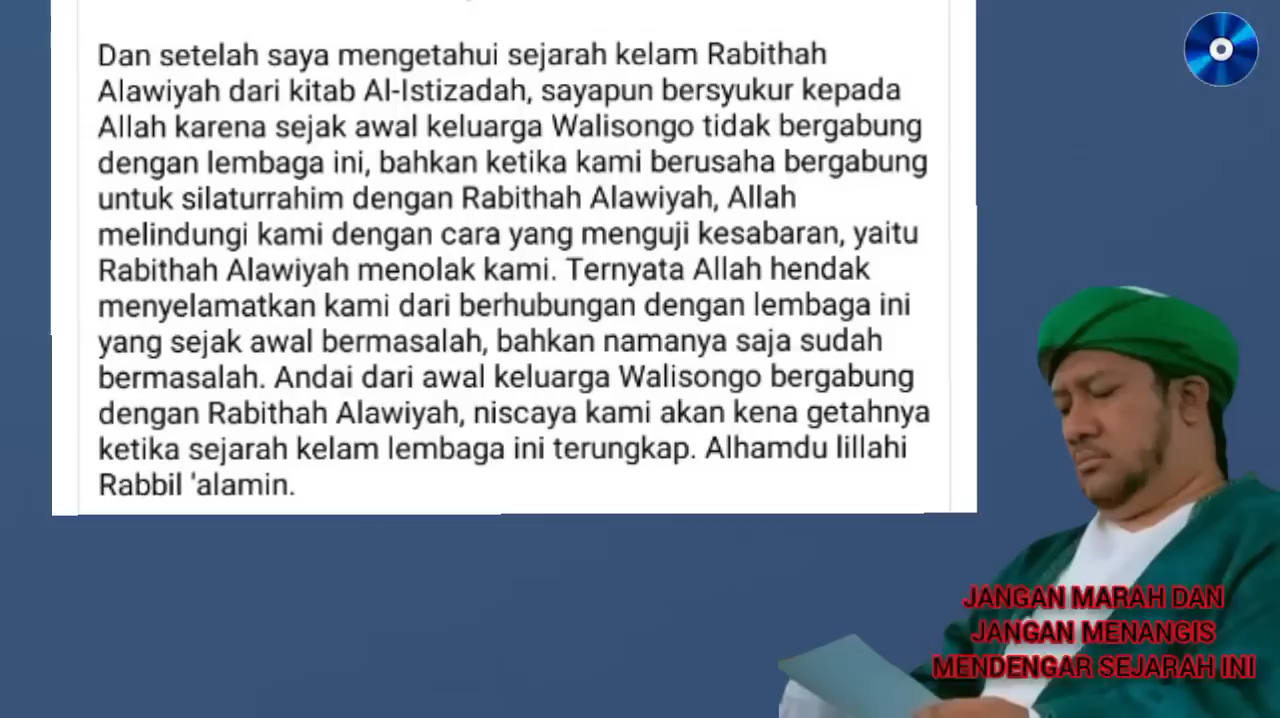 Dan setelah saya mengetahui sejarah kelam Rabithah
Alawiyah dari kitab Al-Istizadah, sayapun bersyukur kepada
Allah karena sejak awal keluarga Walisongo tidak bergabung
dengan lembaga ini, bahkan ketika kami berusaha bergabung
untuk silaturrahim dengan Rabithah Alawiyah, Allah
melindungi kami dengan cara yang menguji kesabaran, yaitu
Rabithah Alawiyah menolak kami. Ternyata Allah hendak
menyelamatkan kami dari berhubungan dengan lembaga ini
yang sejak awal bermasalah, bahkan namanya saja sudah
bermasalah. Andai dari awal keluarga Walisongo bergabung
dengan Rabithah Alawiyah, niscaya kami akan kena getahnya
ketika sejarah kelam lembaga ini terungkap. Alhamdu lillahi
Rabbil 'alamin.
JANGAN MARAH DAN
JANGAN MENANGIS
MENDENGAR SEJARAH INI